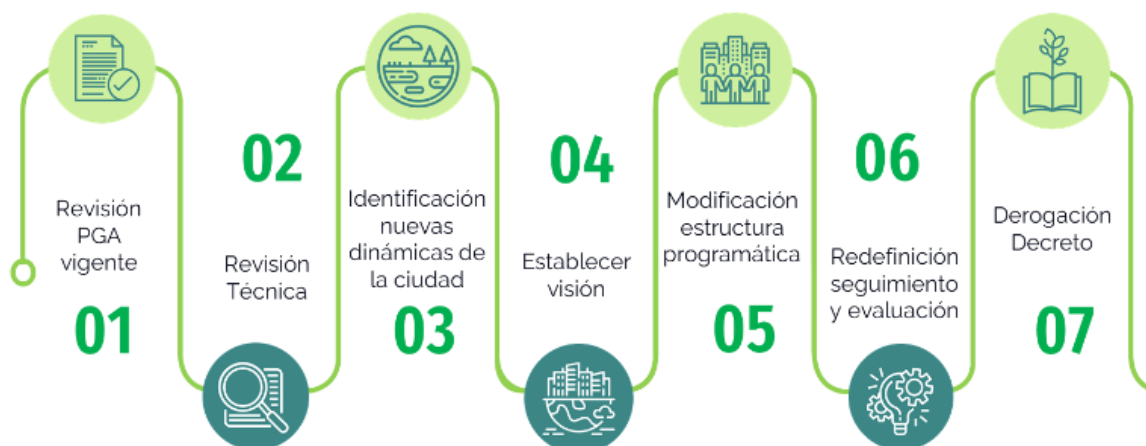 Revisión
PGA
vigente
01
02
Revisión
Técnica
Identificación
nuevas
dinámicas de
la ciudad
03
04
Establecer
visión
Modificación
estructura
programática
05
06
Redefinición
seguimiento
y evaluación
Derogación
Decreto
07